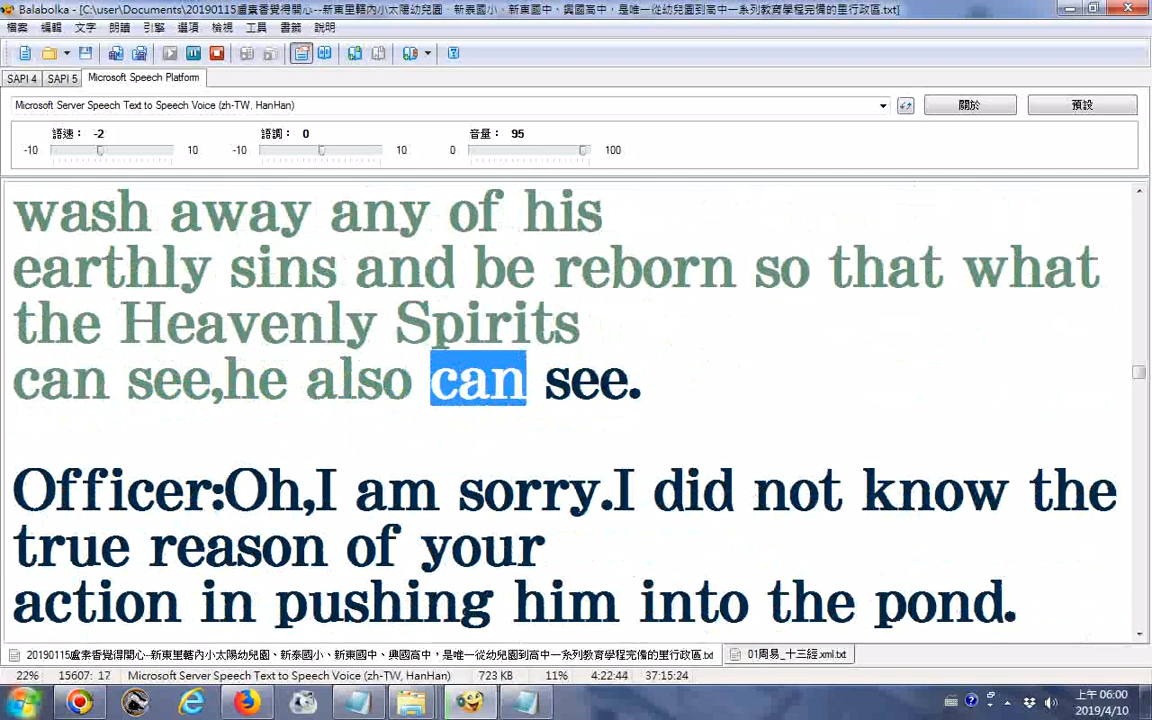 Balabolka - [C:\user\Documents\20190115盧素香覺得開心--新東里轄內小太陽幼兒園、新泰國小、新東國中、興國高中，是唯一從幼兒園到高中一系列教育學程完備的里行政區.txt]
檔案 編輯 文字 朗讀 引擎 選項 檢視 工具 書籤 說明
SAPI 4 SAPI 5 Microsoft Speech Platform
Microsoft Server Speech Text to Speech Voice (zh-TW, HanHan) 關於 預設
語速： -2 語調： 0 音量： 95
-10 10 -10 10 0 100
wash away any of his
earthly sins and be reborn so that what
the Heavenly Spirits
can see,he also can see.
Officer:Oh,I am sorry.I did not know the
true reason of your
action in pushing him into the pond.
20190115盧素香覺得開心--新東里轄內小太陽幼兒園、新泰國小、新東國中、興國高中，是唯一從幼兒園到高中一系列教育學程完備的里行政區.txt 01周易_十三經.xml.txt
22% 15607: 17 Microsoft Server Speech Text to Speech Voice (zh-TW, HanHan) 723 KB 11% 4:22:44 37:15:24
上午 06:00
2019/4/10